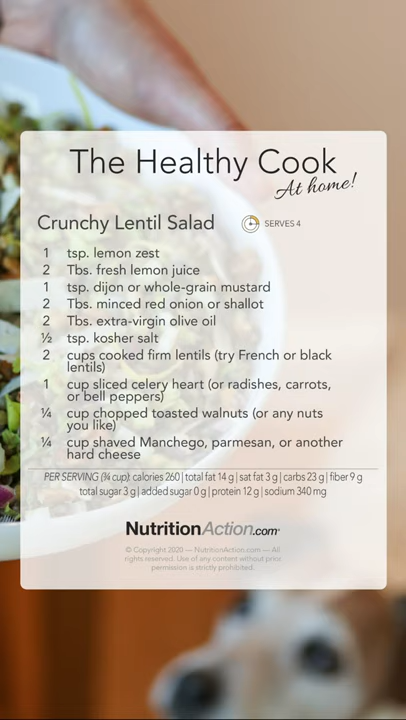 The Healthy Cook
At home!
Crunchy Lentil Salad SERVES 4
1 tsp. lemon zest
2 Tbs. fresh lemon juice
1 tsp. dijon or whole-grain mustard
2 Tbs. minced red onion or shallot
2 Tbs. extra-virgin olive oil
½ tsp. kosher salt
2 cups cooked firm lentils (try French or black
lentils)
1 cup sliced celery heart (or radishes, carrots,
or bell peppers)
¼ cup chopped toasted walnuts (or any nuts
you like)
¼ cup shaved Manchego, parmesan, or another
hard cheese
PER SERVING (¾ cup): calories 260 | total fat 14 g | sat fat 3 g | carbs 23 g | fiber 9 g
total sugar 3 g | added sugar 0 g | protein 12 g | sodium 340 mg
NutritionAction.com®
© Copyright 2020 — NutritionAction.com — All
rights reserved. Use of any content without prior
permission is strictly prohibited.